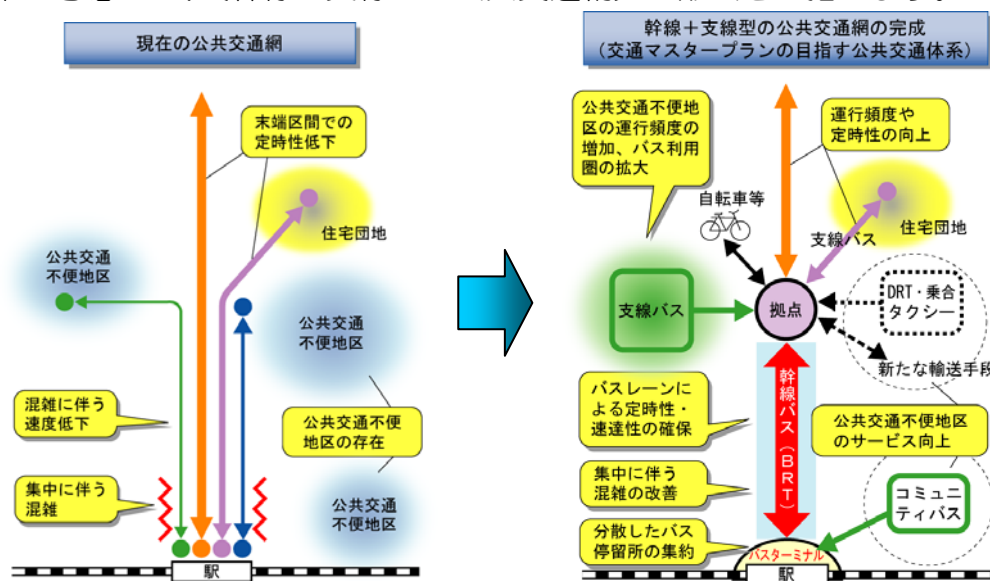 現在の公共交通網
末端区間での
定時性低下
住宅団地
公共交通
不便地区
公共交通
不便地区
混雑に伴う
速度低下
公共交通不便
地区の存在
集中に伴う
混雑
公共交通
不便地区
駅
幹線＋支線型の公共交通網の完成
（交通マスタープランの目指す公共交通体系）
公共交通不便地
区の運行頻度の
増加、バス利用
圏の拡大
運行頻度や
定時性の向上
自転車等
住宅団地
支線バス
支線バス
拠点
DRT・乗合
タクシー
新たな輸送手段
バスレーンに
よる定時性・
速達性の確保
幹線バス（ＢＲＴ）
公共交通不便地区
のサービス向上
集中に伴う
混雑の改善
コミュニ
ティバス
分散したバス
停留所の集約
バスターミナル
駅